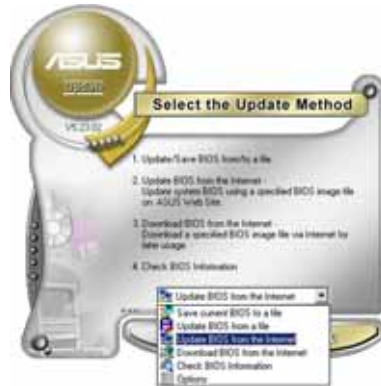 ASUS
Update
Select the Update Method
1. Update/Save BIOS from/to a file
2. Update BIOS from the Internet -
Update system BIOS using a specified BIOS image file
on ASUS Web Site.
3. Download BIOS from the Internet -
Download a specified BIOS image file via Internet for
later usage
4. Check BIOS Information
Update BIOS from the Internet
Save current BIOS to a file
Update BIOS from a file
Update BIOS from the Internet
Download BIOS from the Internet
Check BIOS Information
Options